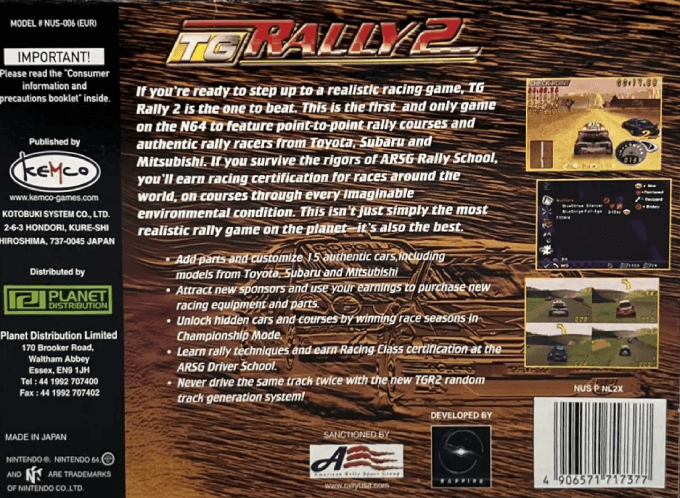 MODEL # NUS-006 (EUR)
IMPORTANT!
Please read the "Consumer
information and
precautions booklet" inside.
Published by
KEMCO
www.kemco-games.com
KOTOBUKI SYSTEM CO., LTD.
2-6-3 HONDORI, KURE-SHI
HIROSHIMA, 737-0045 JAPAN
Distributed by
PLANET
DISTRIBUTION
Planet Distribution Limited
170 Brooker Road,
Waltham Abbey
Essex, EN9 1JH
Tel : 44 1992 707400
Fax : 44 1992 707402
MADE IN JAPAN
NINTENDO ®, NINTENDO 64
AND N ARE TRADEMARKS
OF NINTENDO CO.,LTD.
TG RALLY 2
If you're ready to step up to a realistic racing game, TG
Rally 2 is the one to beat. This is the first and only game
on the N64 to feature point-to-point rally courses and
authentic rally racers from Toyota, Subaru and
Mitsubishi. If you survive the rigors of ARSG Rally School,
you'll earn racing certification for races around the
world, on courses through every imaginable
environmental condition. This isn't just simply the most
realistic rally game on the planet–it's also the best.
• Add parts and customize 15 authentic cars,including
models from Toyota, Subaru and Mitsubishi
• Attract new sponsors and use your earnings to purchase new
racing equipment and parts.
• Unlock hidden cars and courses by winning race seasons in
Championship Mode
• Learn rally techniques and earn Racing Class certification at the
ARSG Driver School.
• Never drive the same track twice with the new TGR2 random
track generation system!
SANCTIONED BY
American Rally Sport Group
www.rallyusa.com
DEVELOPED BY
CHECKPOINT
NUS P NL2X
4 906571 717377